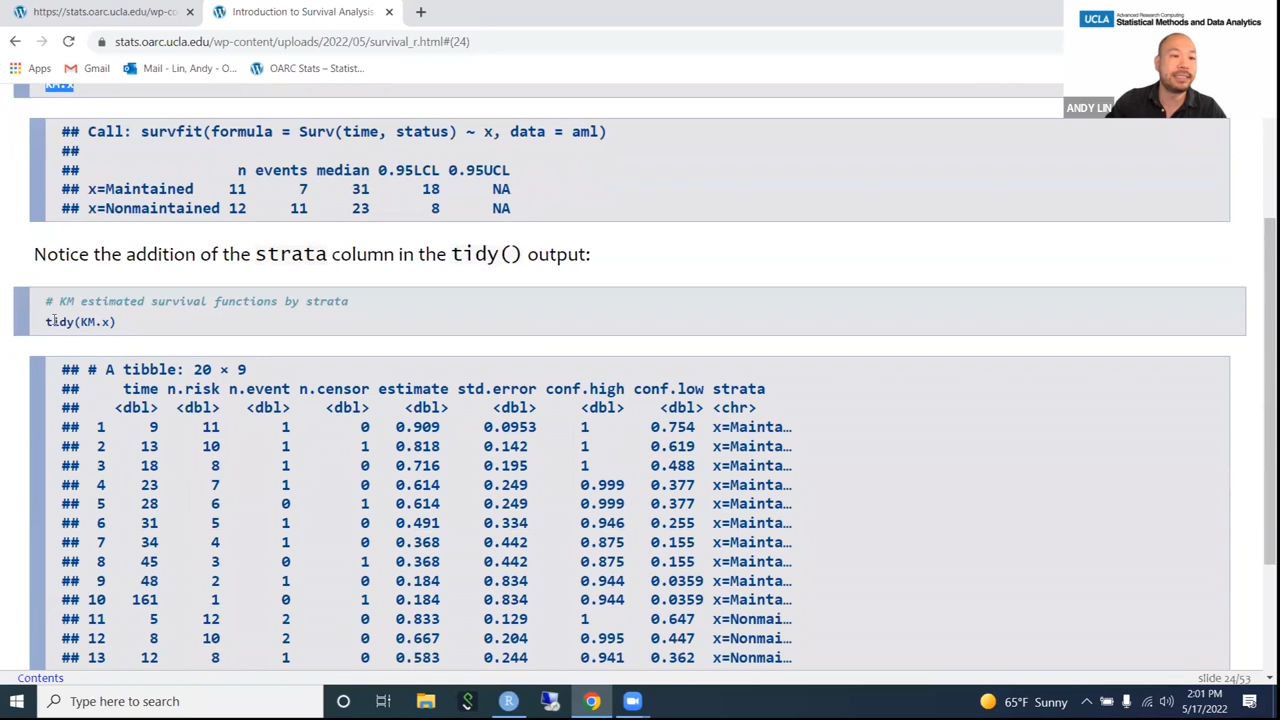 https://stats.oarc.ucla.edu/wp-co
Introduction to Survival Analysis
stats.oarc.ucla.edu/wp-content/uploads/2022/05/survival_r.html#(24)
Apps
Gmail
Mail - Lin, Andy - O...
OARC Stats – Statist...
UCLA
Advanced Research Computing
Statistical Methods and Data Analytics
ANDY LIN
KM.x
## Call: survfit(formula = Surv(time, status) ~ x, data = aml)
##
## n events median 0.95LCL 0.95UCL
## x=Maintained 11 7 31 18 NA
## x=Nonmaintained 12 11 23 8 NA
Notice the addition of the strata column in the tidy() output:
# KM estimated survival functions by strata
tidy(KM.x)
## # A tibble: 20 × 9
## time n.risk n.event n.censor estimate std.error conf.high conf.low strata
## <dbl> <dbl> <dbl> <dbl> <dbl> <dbl> <dbl> <dbl> <chr>
## 1 9 11 1 0 0.909 0.0953 1 0.754 x=Mainta…
## 2 13 10 1 1 0.818 0.142 1 0.619 x=Mainta…
## 3 18 8 1 0 0.716 0.195 1 0.488 x=Mainta…
## 4 23 7 1 0 0.614 0.249 0.999 0.377 x=Mainta…
## 5 28 6 0 1 0.614 0.249 0.999 0.377 x=Mainta…
## 6 31 5 1 0 0.491 0.334 0.946 0.255 x=Mainta…
## 7 34 4 1 0 0.368 0.442 0.875 0.155 x=Mainta…
## 8 45 3 0 1 0.368 0.442 0.875 0.155 x=Mainta…
## 9 48 2 1 0 0.184 0.834 0.944 0.0359 x=Mainta…
## 10 161 1 0 1 0.184 0.834 0.944 0.0359 x=Mainta…
## 11 5 12 2 0 0.833 0.129 1 0.647 x=Nonmai…
## 12 8 10 2 0 0.667 0.204 0.995 0.447 x=Nonmai…
## 13 12 8 1 0 0.583 0.244 0.941 0.362 x=Nonmai…
Contents
slide 24/53
Type here to search
65°F Sunny
2:01 PM
5/17/2022